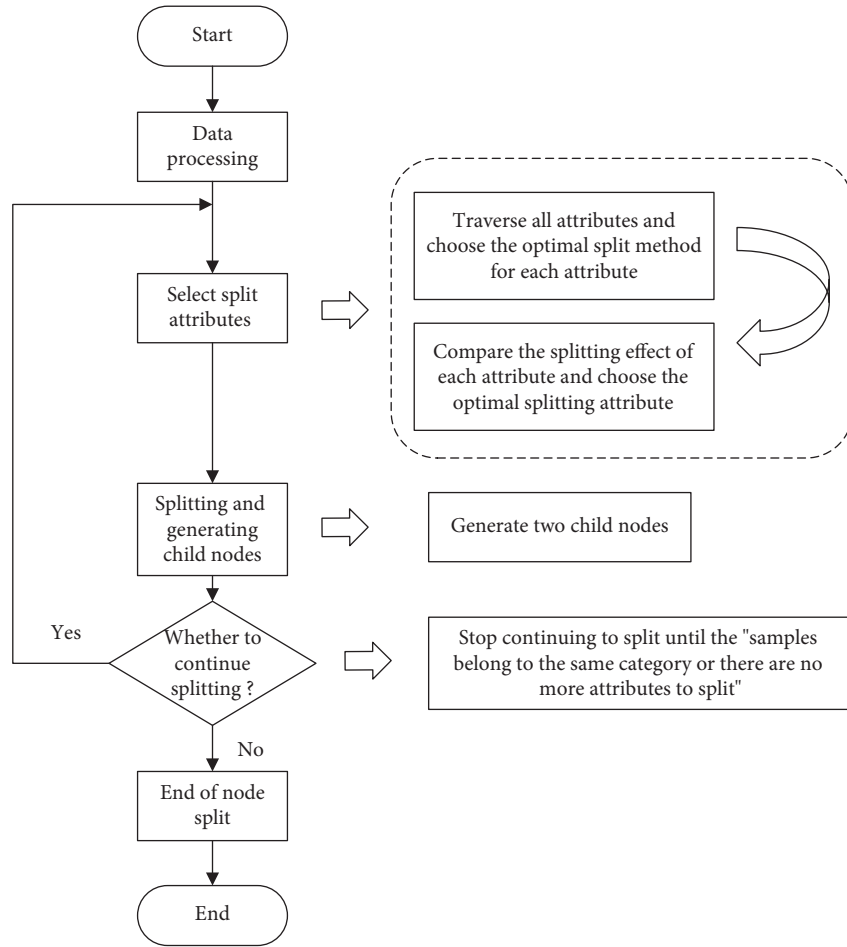 Start
Data
processing
Traverse all attributes and
choose the optimal split method
for each attribute
Select split
attributes
Compare the splitting effect of
each attribute and choose the
optimal splitting attribute
Splitting and
generating
child nodes
Generate two child nodes
Yes
Whether to
continue
splitting ?
Stop continuing to split until the "samples
belong to the same category or there are no
more attributes to split"
No
End of node
split
End